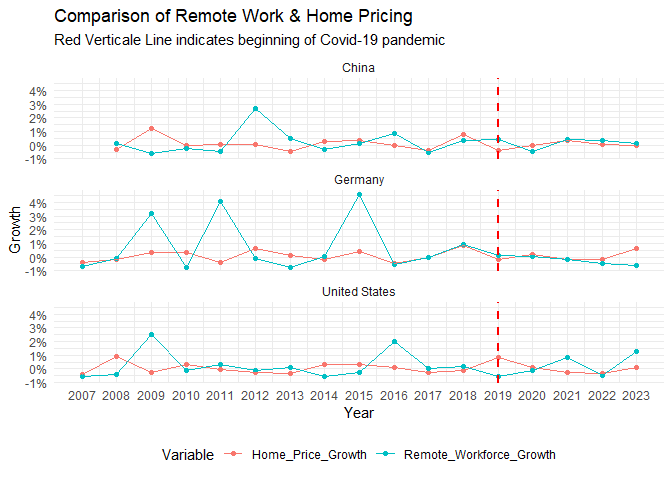 Comparison of Remote Work & Home Pricing
Red Verticale Line indicates beginning of Covid-19 pandemic
China
4%
3%
2%
1%
0%
-1%
Germany
4%
3%
2%
1%
0%
-1%
United States
4%
3%
2%
1%
0%
-1%
Growth
2007 2008 2009 2010 2011 2012 2013 2014 2015 2016 2017 2018 2019 2020 2021 2022 2023
Year
Variable Home_Price_Growth Remote_Workforce_Growth